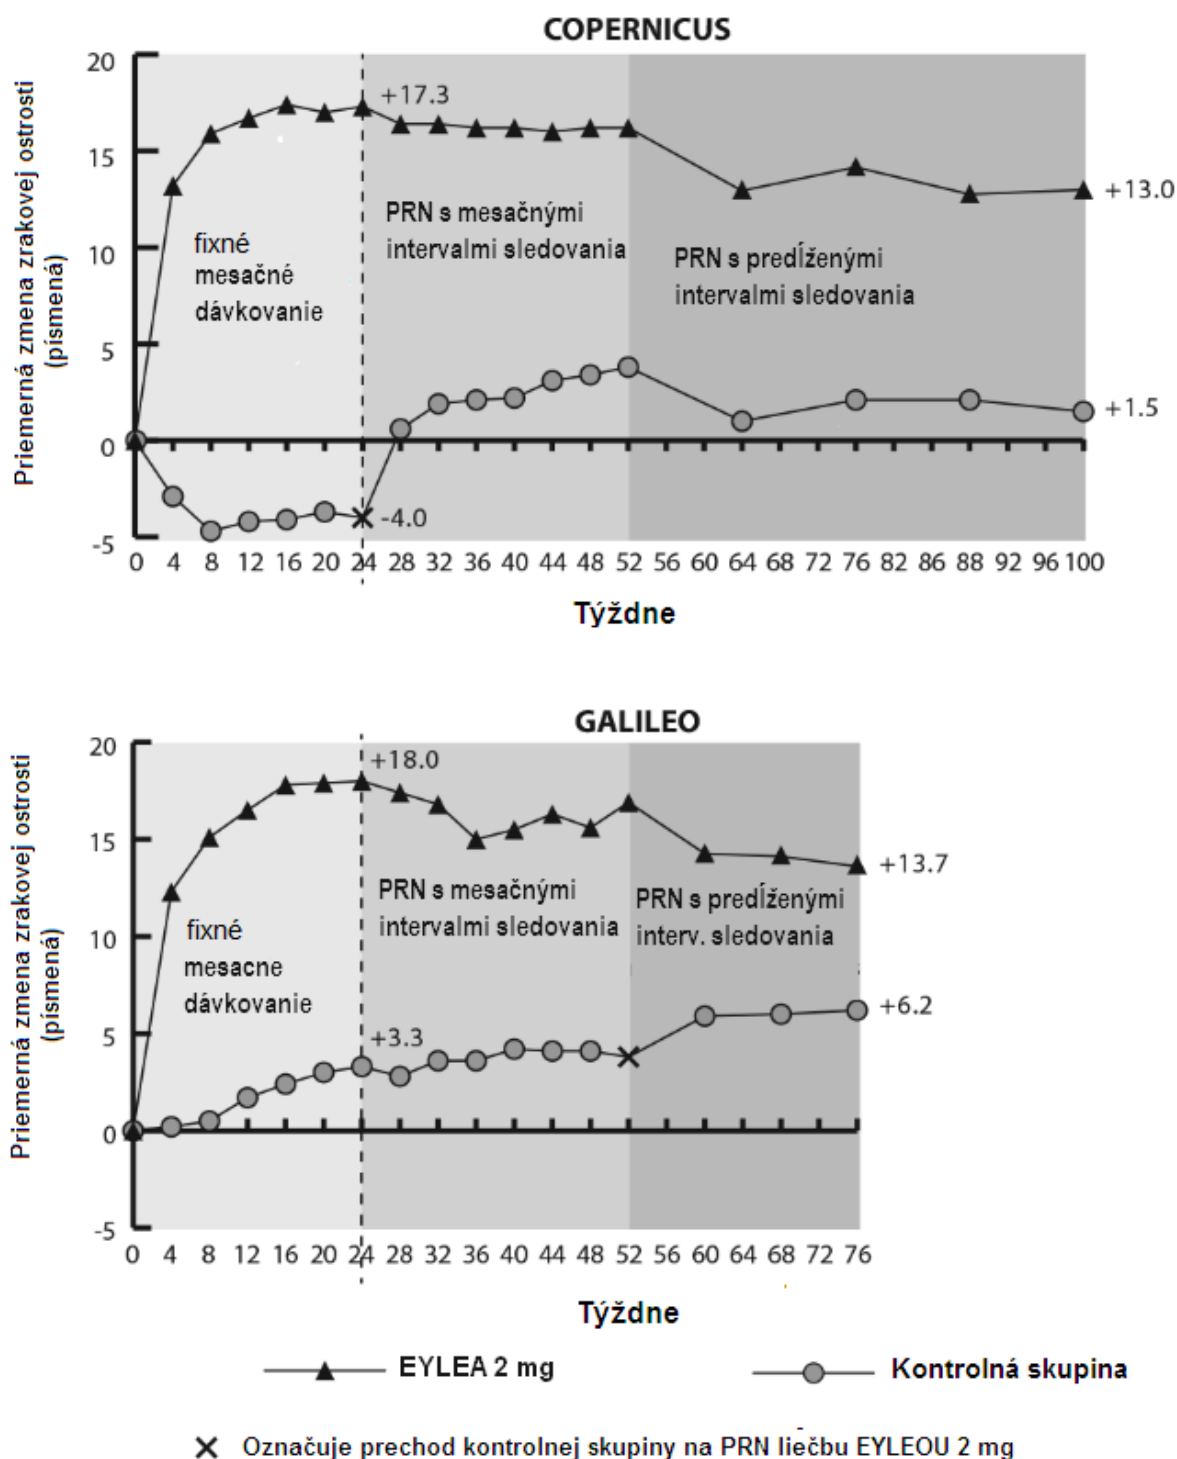 COPERNICUS
Priemerná zmena zrakovej ostrosti
(písmená)
20
15
10
5
0
-5
+17.3
-4.0
+13.0
+1.5
fixné
mesačné
dávkovanie
PRN s mesačnými
intervalmi sledovania
PRN s predĺženými
intervalmi sledovania
0 4 8 12 16 20 24 28 32 36 40 44 48 52 56 60 64 68 72 76 82 86 88 92 96 100
Týždne
GALILEO
Priemerná zmena zrakovej ostrosti
(písmená)
20
15
10
5
0
-5
+18.0
+3.3
+13.7
+6.2
fixné
mesacne
dávkovanie
PRN s mesačnými
intervalmi sledovania
PRN s predĺženými
interv. sledovania
0 4 8 12 16 20 24 28 32 36 40 44 48 52 60 64 68 72 76
Týždne
EYLEA 2 mg
Kontrolná skupina
Označuje prechod kontrolnej skupiny na PRN liečbu EYLEOU 2 mg